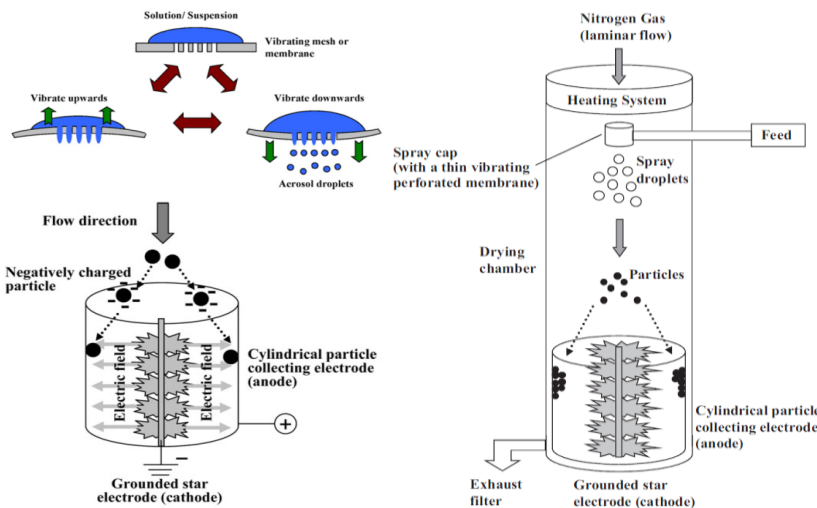 Solution/ Suspension
Vibrating mesh or
membrane
Vibrate upwards
Vibrate downwards
Aerosol droplets
Flow direction
Negatively charged
particle
Electric field
Electric field
Cylindrical particle
collecting electrode
(anode)
+
−
Grounded star
electrode (cathode)
Nitrogen Gas
(laminar flow)
Heating System
Feed
Spray cap
(with a thin vibrating
perforated membrane)
Spray
droplets
Drying
chamber
Particles
Cylindrical particle
collecting electrode
(anode)
Exhaust
filter
Grounded star
electrode (cathode)